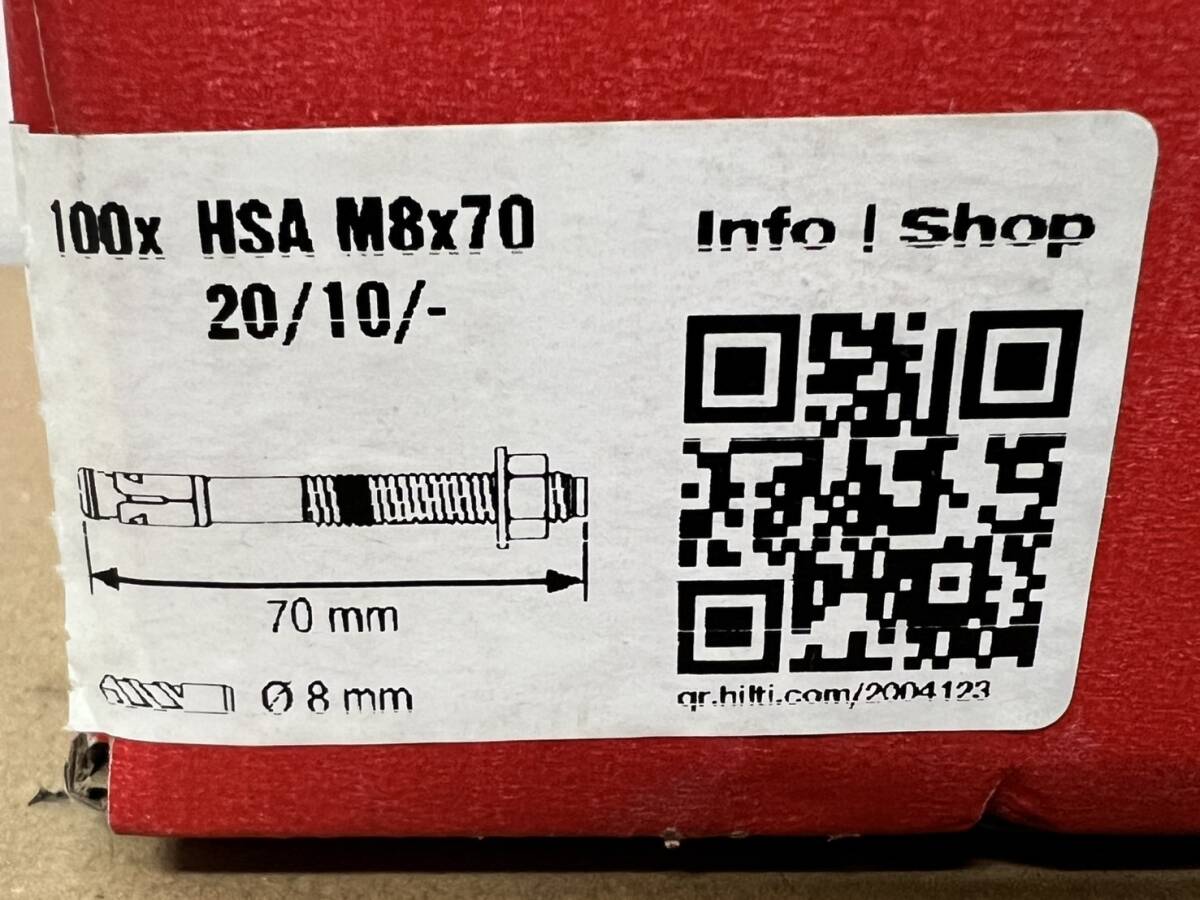 100x HSA M8x70
20/10/-
Info | Shop
70 mm
Ø 8 mm
qr.hilti.com/2004123